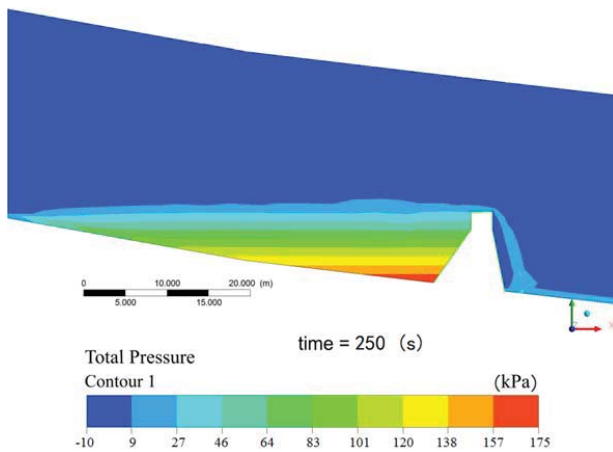 0 10.000 20.000 (m)
5.000 15.000
time = 250 (s)
Total Pressure
Contour 1
(kPa)
-10 9 27 46 64 83 101 120 138 157 175